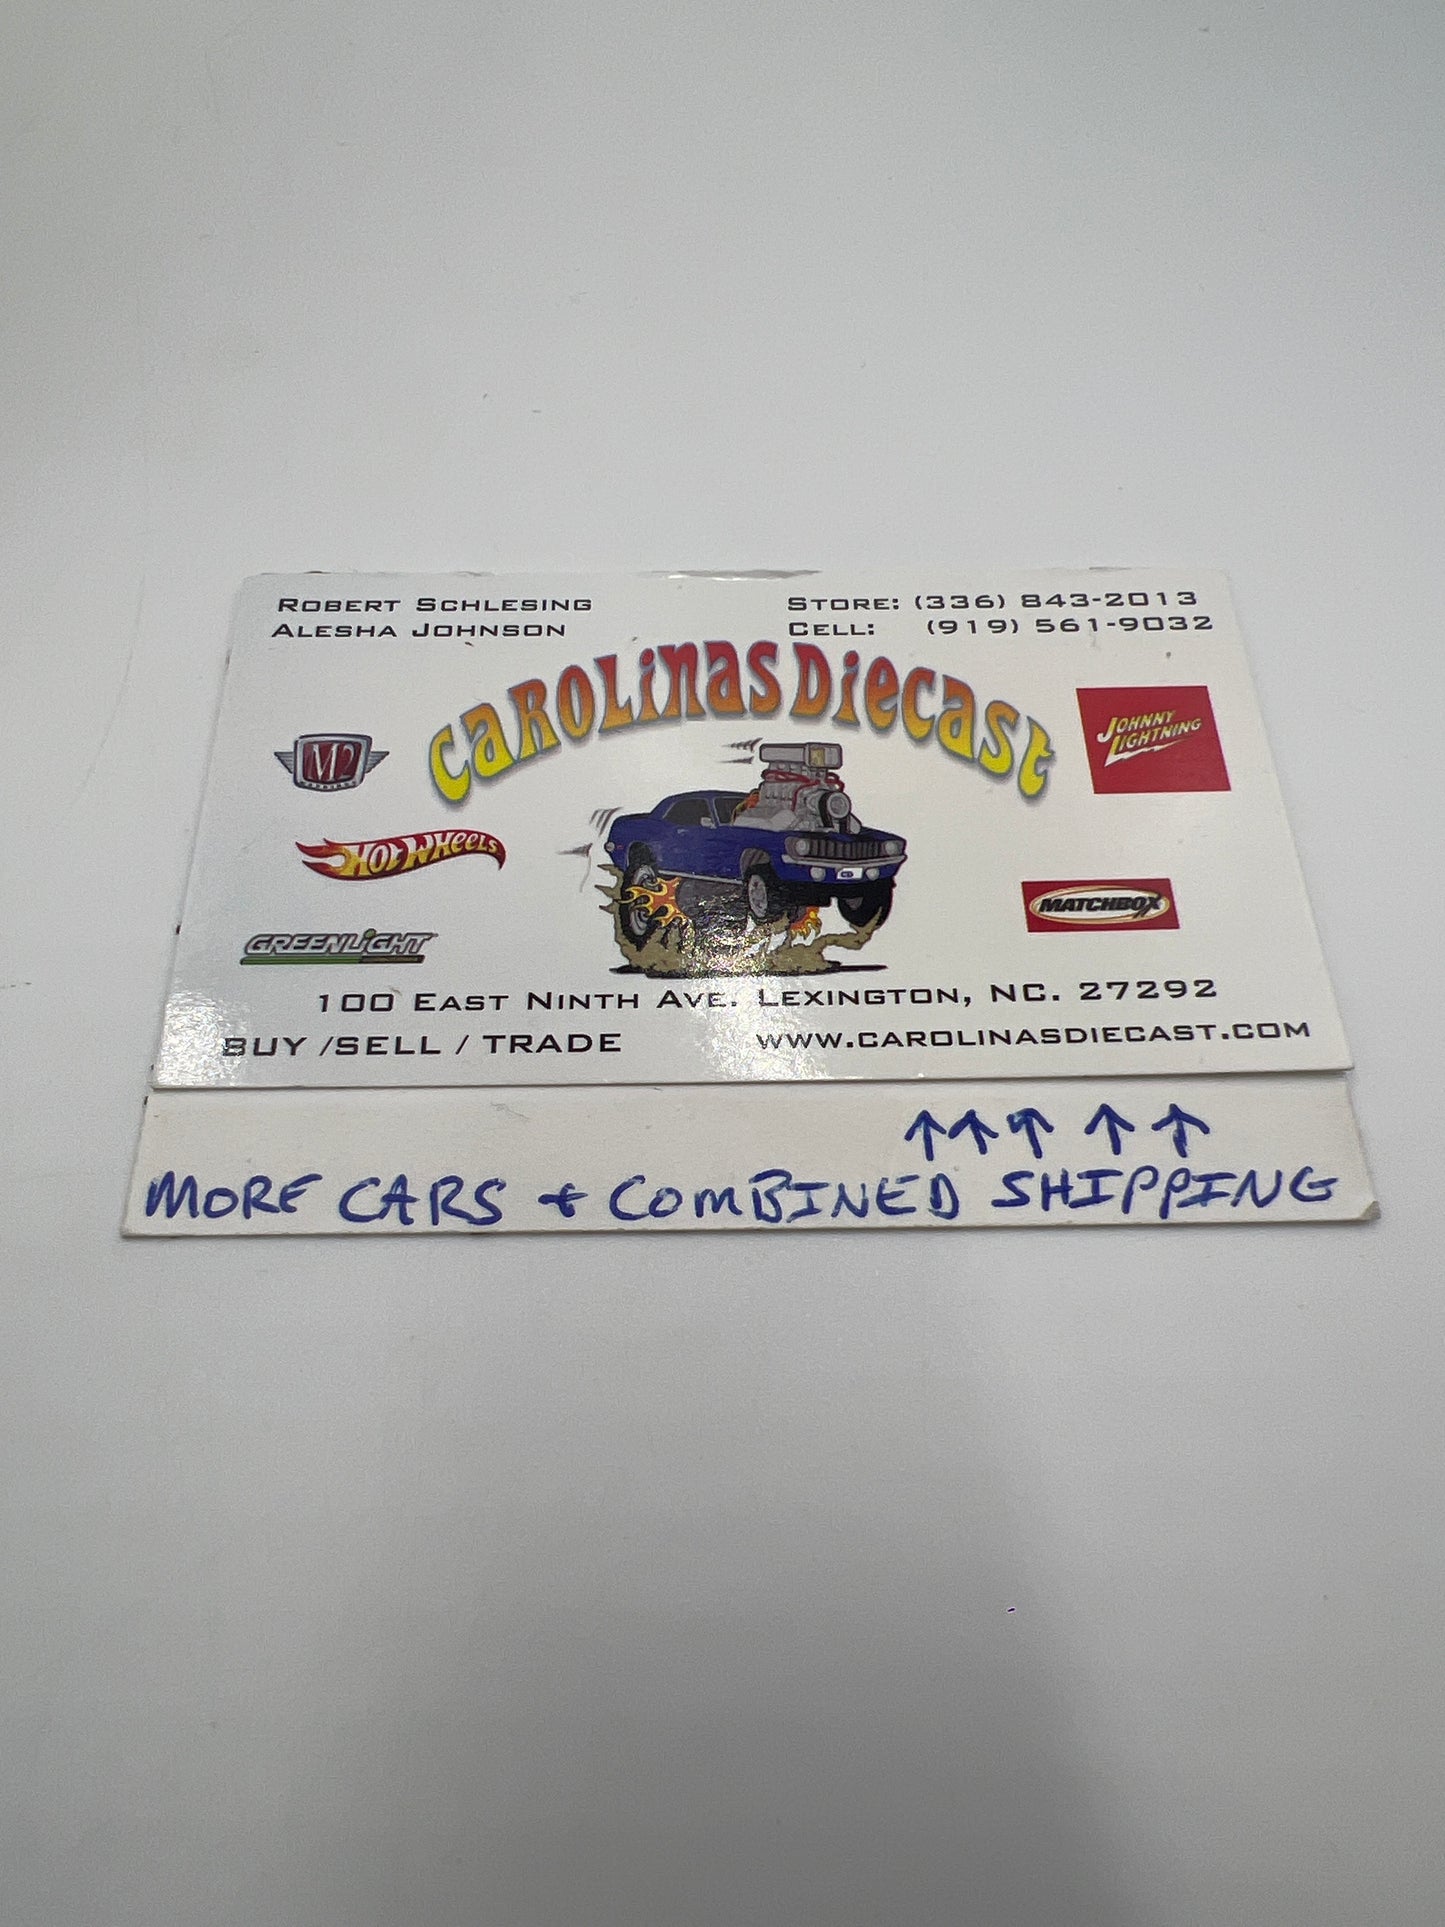 ROBERT SCHLESING
ALESHA JOHNSON
STORE: (336) 843-2013
CELL: (919) 561-9032
CAROLINAS DIECAST
M2
JOHNNY LIGHTNING
HOT WHEELS
MATCHBOX
GREENLIGHT
100 EAST NINTH AVE. LEXINGTON, NC. 27292
BUY /SELL / TRADE
WWW.CAROLINASDIECAST.COM
↑↑↑ ↑ ↑
MORE CARS + COMBINED SHIPPING